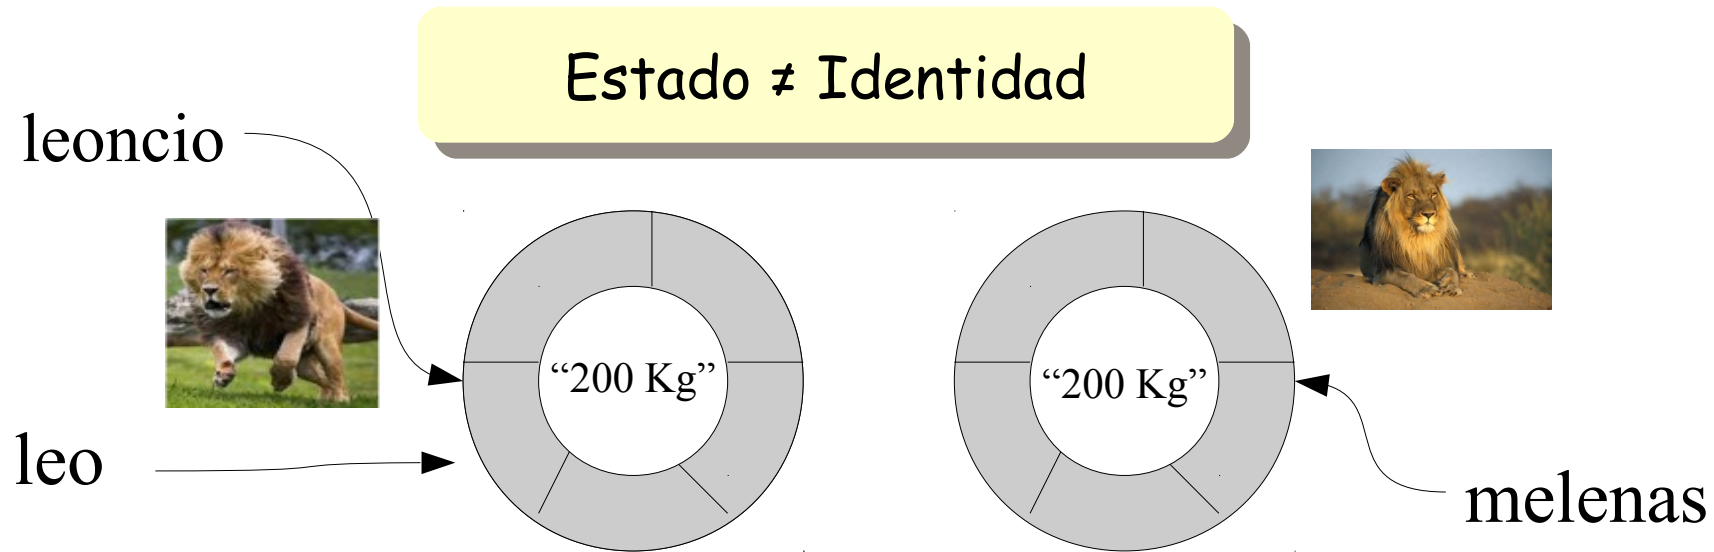 Estado ≠ Identidad
leoncio
“200 Kg”
“200 Kg”
leo
melenas